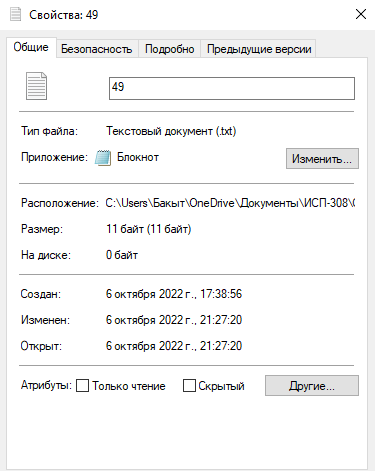 Свойства: 49
Общие Безопасность Подробно Предыдущие версии
49
Тип файла: Текстовый документ (.txt)
Приложение: Блокнот Изменить...
Расположение: C:\Users\Бакыт\OneDrive\Документы\ИСП-308\
Размер: 11 байт (11 байт)
На диске: 0 байт
Создан: 6 октября 2022 г., 17:38:56
Изменен: 6 октября 2022 г., 21:27:20
Открыт: 6 октября 2022 г., 21:27:20
Атрибуты: Только чтение Скрытый Другие...